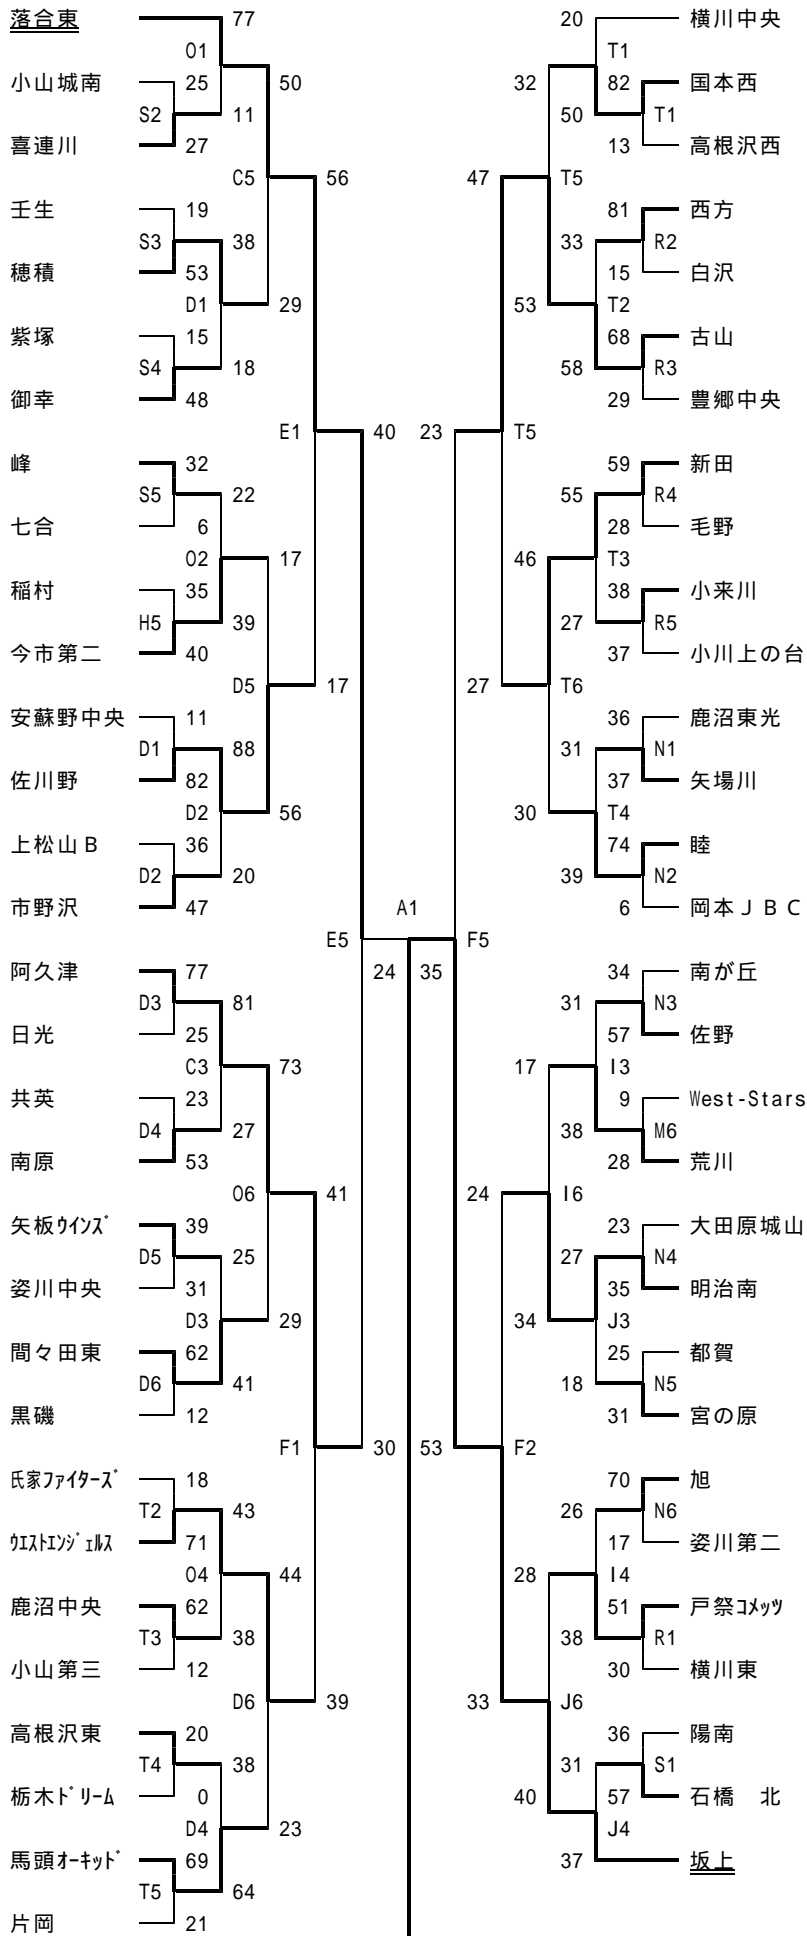 落合東 77 20 横川中央
O1 T1
小山城南 25 50 32 82 国本西
S2 11 50 T1
喜連川 27 13 高根沢西
C5 56 47 T5
壬生 19 81 西方
S3 38 33 R2
穂積 53 15 白沢
D1 29 53 T2
紫塚 15 68 古山
S4 18 58 R3
御幸 48 29 豊郷中央
E1 40 23 T5
峰 32 59 新田
S5 22 55 R4
七合 6 28 毛野
O2 17 46 T3
稲村 35 38 小来川
H5 39 27 R5
今市第二 40 37 小川上の台
D5 17 27 T6
安蘇野中央 11 36 鹿沼東光
D1 88 31 N1
佐川野 82 37 矢場川
D2 56 30 T4
上松山B 36 74 睦
D2 20 39 N2
市野沢 47 A1 6 岡本JBC
E5 F5
阿久津 77 24 35 34 南が丘
D3 81 31 N3
日光 25 57 佐野
C3 73 17 I3
共英 23 9 West-Stars
D4 27 38 M6
南原 53 28 荒川
O6 41 24 I6
矢板ウインズ 39 23 大田原城山
D5 25 27 N4
姿川中央 31 35 明治南
D3 29 34 J3
間々田東 62 25 都賀
D6 41 18 N5
黒磯 12 31 宮の原
F1 30 53 F2
氏家ファイターズ 18 70 旭
T2 43 26 N6
ウエストエンジェルス 71 17 姿川第二
O4 44 28 I4
鹿沼中央 62 51 戸祭コメッツ
T3 38 38 R1
小山第三 12 30 横川東
D6 39 33 J6
高根沢東 20 36 陽南
T4 38 31 S1
栃木ドリーム 0 40 57 石橋 北
D4 23 J4
馬頭オーキッド 69 37 坂上
T5 64
片岡 21